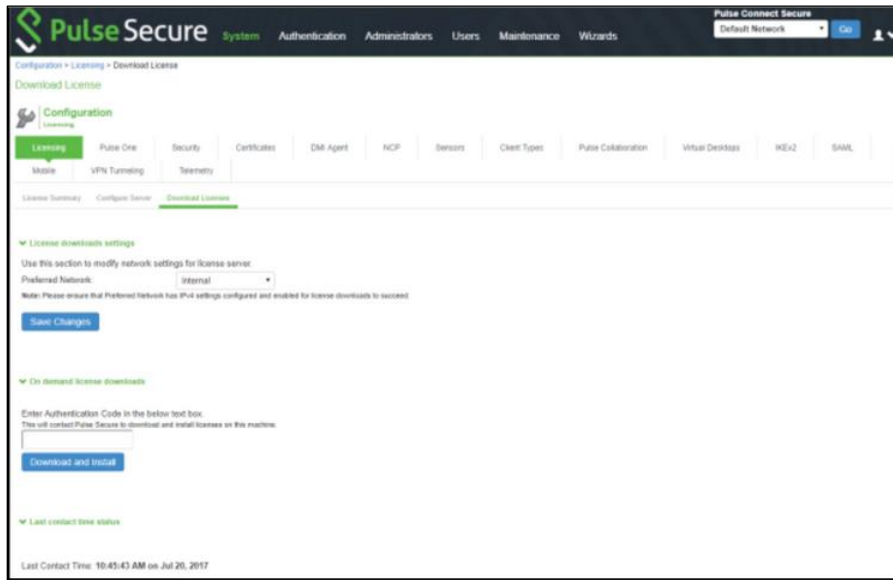 Pulse Connect Secure
Pulse Secure System Authentication Administrators Users Maintenance Wizards Default Network Go
Configuration > Licensing > Download License
Download License
Configuration
Licensing
Licensing Pulse One Security Certificates DMI Agent NCP Sensors Client Types Pulse Collaboration Virtual Desktops IKEv2 SAML
Mobile VPN Tunneling Telemetry
License Summary Configure Server Download Licenses
License downloads settings
Use this section to modify network settings for license server.
Preferred Network: Internal
Note: Please ensure that Preferred Network has IPv4 settings configured and enabled for license downloads to succeed
Save Changes
On demand license downloads
Enter Authentication Code in the below text box.
This will contact Pulse Secure to download and install licenses on this machine.
Download and Install
Last contact time status
Last Contact Time: 10:45:43 AM on Jul 20, 2017